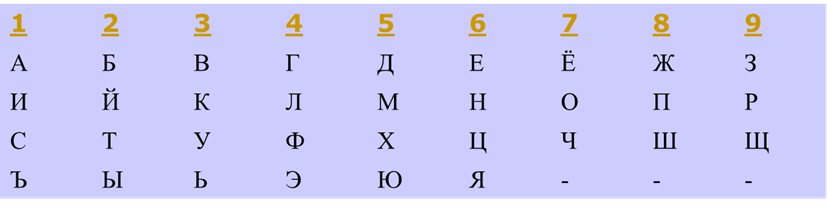 1 2 3 4 5 6 7 8 9
А Б В Г Д Е Ё Ж З
И Й К Л М Н О П Р
С Т У Ф Х Ц Ч Ш Щ
Ъ Ы Ь Э Ю Я - - -